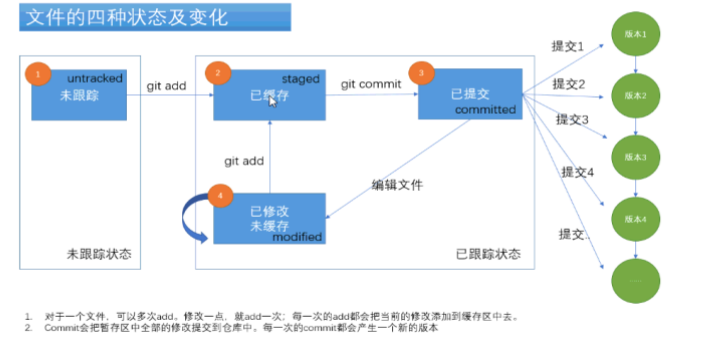 文件的四种状态及变化
1
untracked
未跟踪
git add
2
staged
已缓存
git commit
3
已提交
committed
git add
编辑文件
4
已修改
未缓存
modified
未跟踪状态
已跟踪状态
提交1
提交2
提交3
提交4
提交..
版本1
版本2
版本3
版本4
......
1. 对于一个文件，可以多次add。修改一点，就add一次；每一次的add都会把当前的修改添加到缓存区中去。
2. Commit会把暂存区中全部的修改提交到仓库中。每一次的commit都会产生一个新的版本